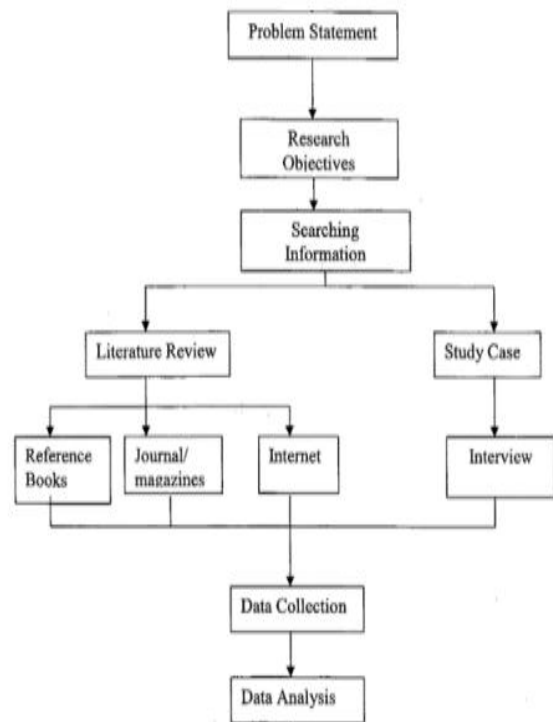 Problem Statement
Research
Objectives
Searching
Information
Literature Review
Study Case
Reference
Books
Journal/
magazines
Internet
Interview
Data Collection
Data Analysis